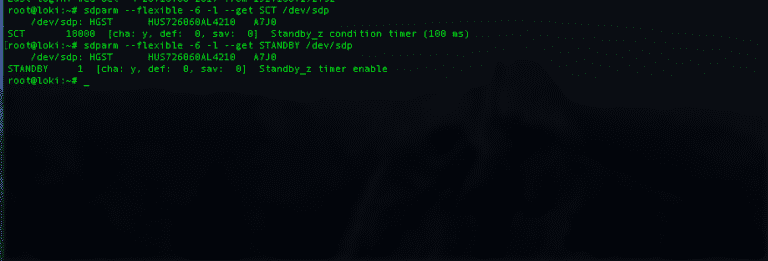 root@loki:~# sdparm --flexible -6 -l --get SCT /dev/sdp
/dev/sdp: HGST HUS726060AL4210 A7J0
SCT 18000 [cha: y, def: 0, sav: 0] Standby_z condition timer (100 ms)
[root@loki:~# sdparm --flexible -6 -l --get STANDBY /dev/sdp
/dev/sdp: HGST HUS726060AL4210 A7J0
STANDBY 1 [cha: y, def: 0, sav: 0] Standby_z timer enable
root@loki:~# _